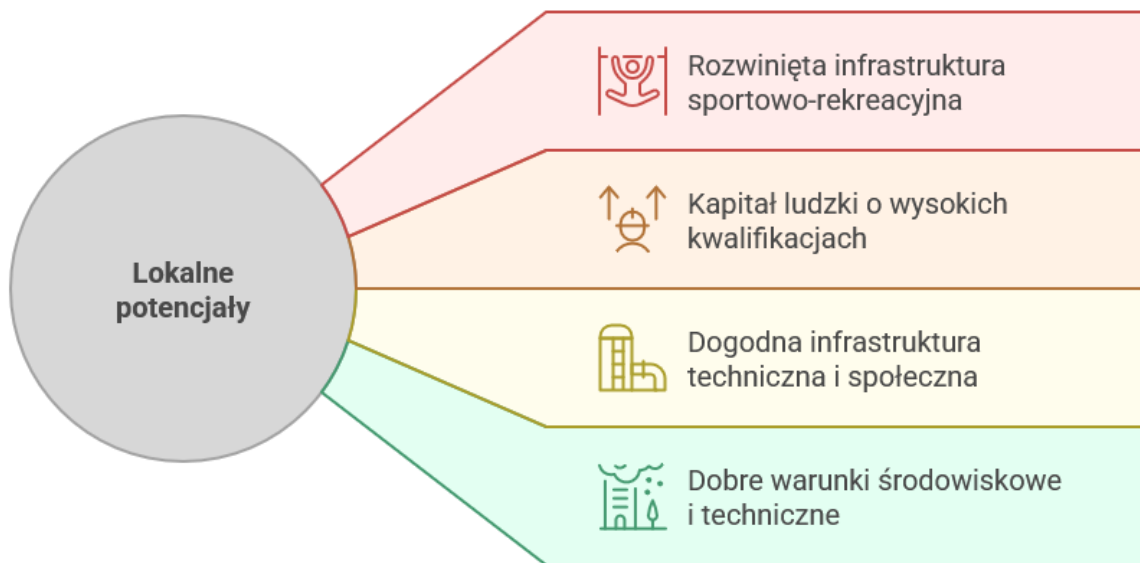 Lokalne
potencjały
Rozwinięta infrastruktura
sportowo-rekreacyjna
Kapitał ludzki o wysokich
kwalifikacjach
Dogodna infrastruktura
techniczna i społeczna
Dobre warunki środowiskowe
i techniczne